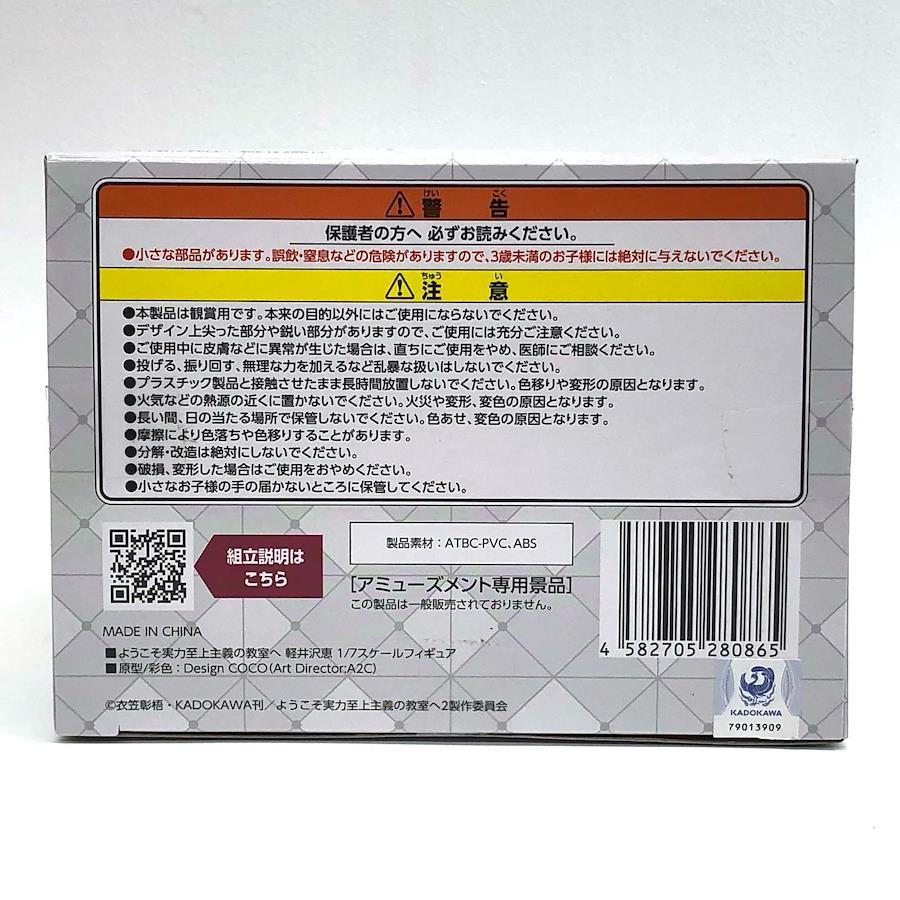 ⚠警告
けい こく
保護者の方へ 必ずお読みください。
●小さな部品があります。誤飲・窒息などの危険がありますので、3歳未満のお子様には絶対に与えないでください。
⚠注意
ちゅう い
●本製品は観賞用です。本来の目的以外にはご使用にならないでください。
●デザイン上尖った部分や鋭い部分がありますので、ご使用には充分ご注意ください。
●ご使用中に皮膚などに異常が生じた場合は、直ちにご使用をやめ、医師にご相談ください。
●投げる、振り回す、無理な力を加えるなど乱暴な扱いはしないでください。
●プラスチック製品と接触させたまま長時間放置しないでください。色移りや変形の原因となります。
●火気などの熱源の近くに置かないでください。火災や変形、変色の原因となります。
●長い間、日の当たる場所で保管しないでください。色あせ、変色の原因となります。
●摩擦により色落ちや色移りすることがあります。
●分解・改造は絶対にしないでください。
●破損、変形した場合はご使用をおやめください。
●小さなお子様の手の届かないところに保管してください。
組立説明は
こちら
製品素材：ATBC-PVC、ABS
[アミューズメント専用景品]
この製品は一般販売されておりません。
MADE IN CHINA
■ようこそ実力至上主義の教室へ 軽井沢恵 1/7スケールフィギュア
■原型/彩色：Design COCO(Art Director:A2C)
©衣笠彰梧・KADOKAWA刊／ようこそ実力至上主義の教室へ2製作委員会
4 582705 280865
KADOKAWA
79013909